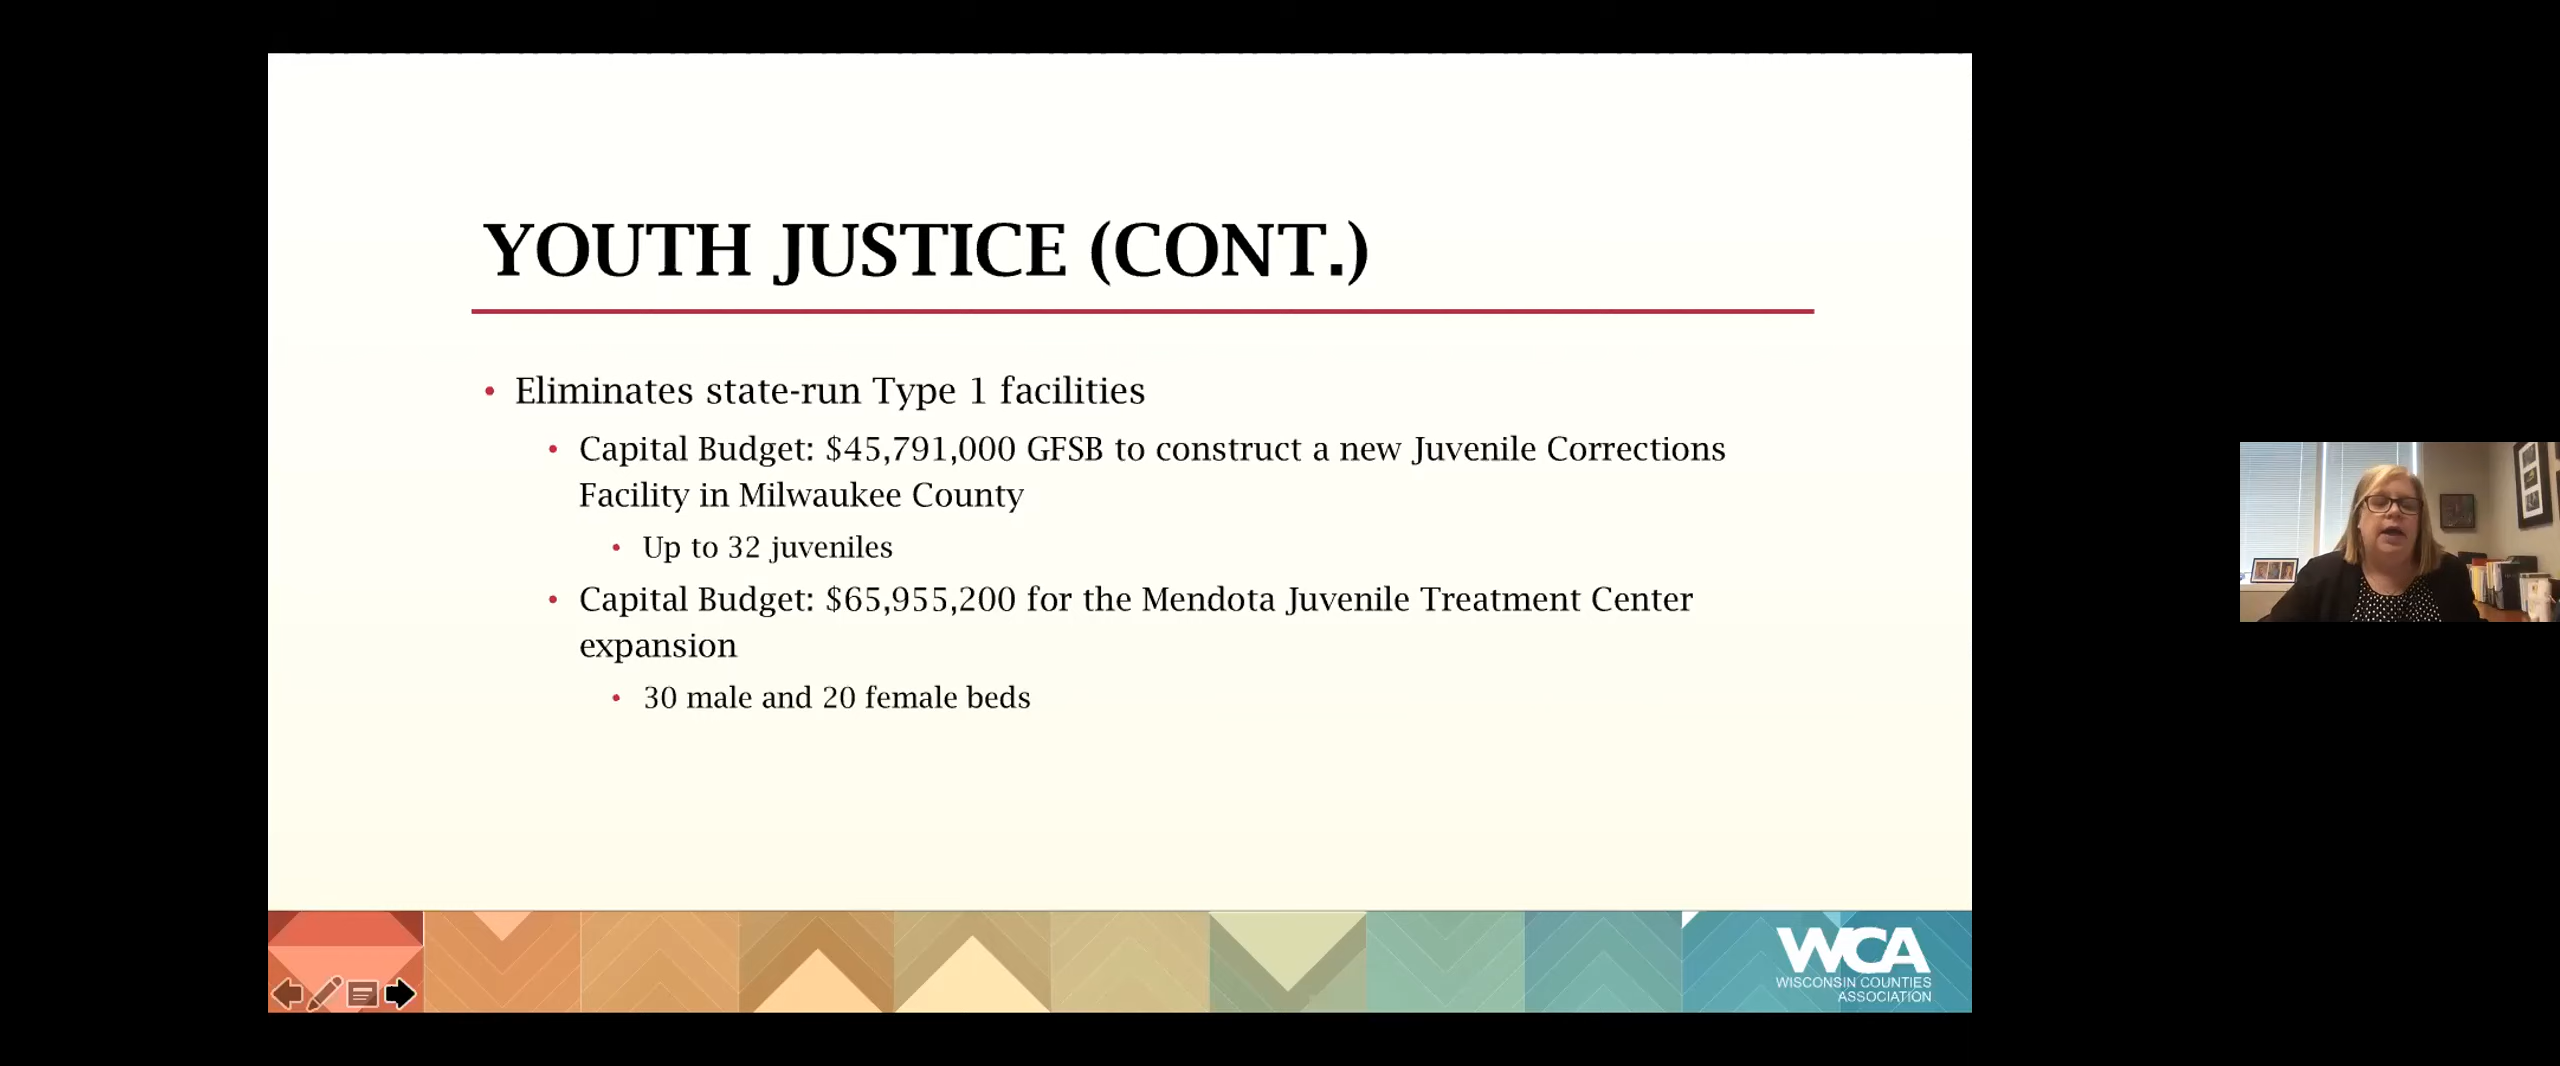 YOUTH JUSTICE (CONT.)
• Eliminates state-run Type 1 facilities
• Capital Budget: $45,791,000 GFSB to construct a new Juvenile Corrections
Facility in Milwaukee County
• Up to 32 juveniles
• Capital Budget: $65,955,200 for the Mendota Juvenile Treatment Center
expansion
• 30 male and 20 female beds
WCA
WISCONSIN COUNTIES
ASSOCIATION